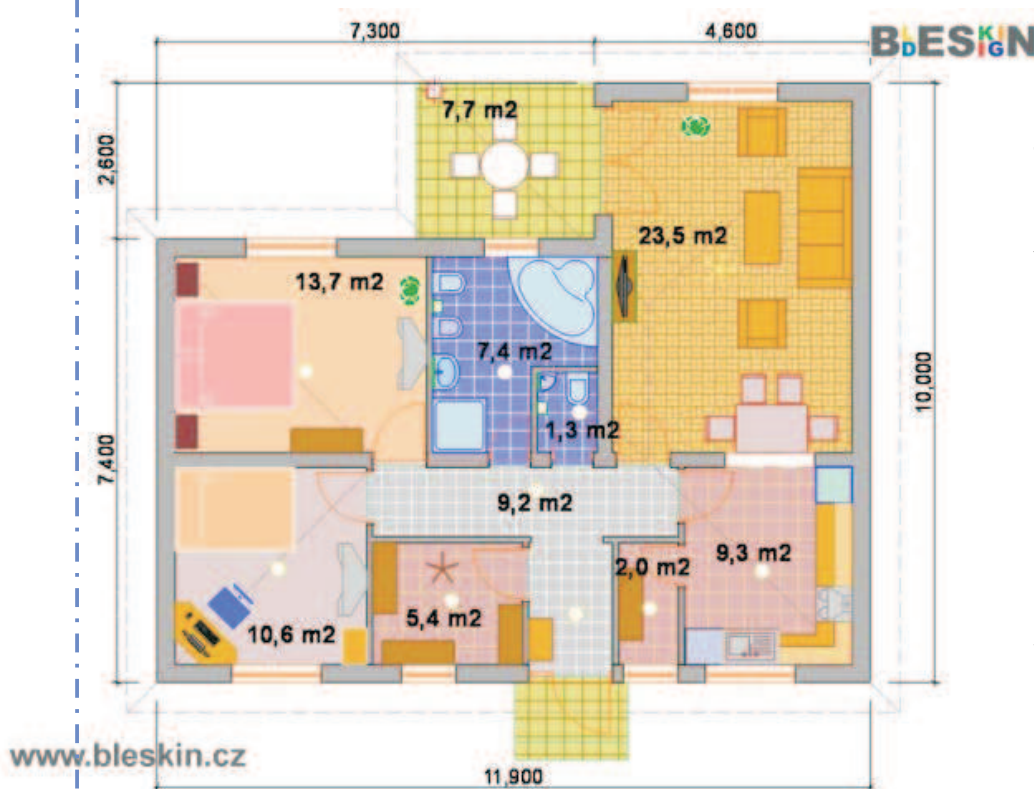 7,300
4,600
BLDESKIIGN
7,7 m2
2,600
23,5 m2
13,7 m2
7,4 m2
10,000
1,3 m2
7,400
9,2 m2
9,3 m2
2,0 m2
5,4 m2
10,6 m2
www.bleskin.cz
11,900